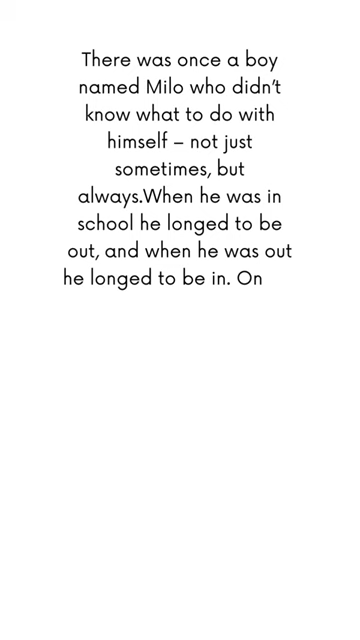 There was once a boy
named Milo who didn’t
know what to do with
himself – not just
sometimes, but
always.When he was in
school he longed to be
out, and when he was out
he longed to be in. On